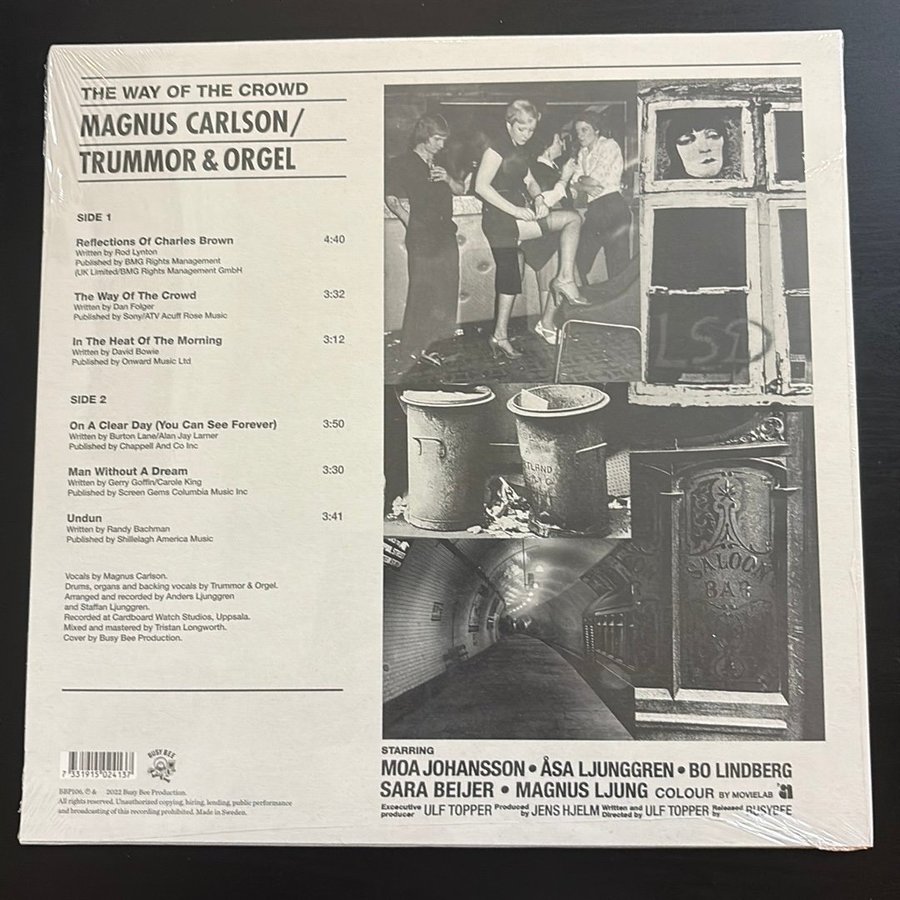 THE WAY OF THE CROWD
MAGNUS CARLSON/
TRUMMOR & ORGEL
SIDE 1
Reflections Of Charles Brown 4:40
Written by Rod Lynton
Published by BMG Rights Management
(UK Limited/BMG Rights Management GmbH
The Way Of The Crowd 3:32
Written by Dan Folger
Published by Sony/ATV Acuff Rose Music
In The Heat Of The Morning 3:12
Written by David Bowie
Published by Onward Music Ltd
SIDE 2
On A Clear Day (You Can See Forever) 3:50
Written by Burton Lane/Alan Jay Larner
Published by Chappell And Co Inc
Man Without A Dream 3:30
Written by Gerry Goffin/Carole King
Published by Screen Gems Columbia Music Inc
Undun 3:41
Written by Randy Bachman
Published by Shillelagh America Music
Vocals by Magnus Carlson.
Drums, organs and backing vocals by Trummor & Orgel.
Arranged and recorded by Anders Ljunggren
and Staffan Ljunggren.
Recorded at Cardboard Watch Studios, Uppsala.
Mixed and mastered by Tristan Longworth.
Cover by Busy Bee Production.
LSD
SALOON
BAR
BUSY BEE
7 331915 024137
BBP106, ℗ & 2022 Busy Bee Production.
All rights reserved. Unauthorized copying, hiring, lending, public performance
and broadcasting of this recording prohibited. Made in Sweden.
STARRING
MOA JOHANSSON • ÅSA LJUNGGREN • BO LINDBERG
SARA BEIJER • MAGNUS LJUNG COLOUR BY MOVIELAB
Excecutive producer ULF TOPPER Produced by JENS HJELM Written and Directed by ULF TOPPER Released by BUSYBEE